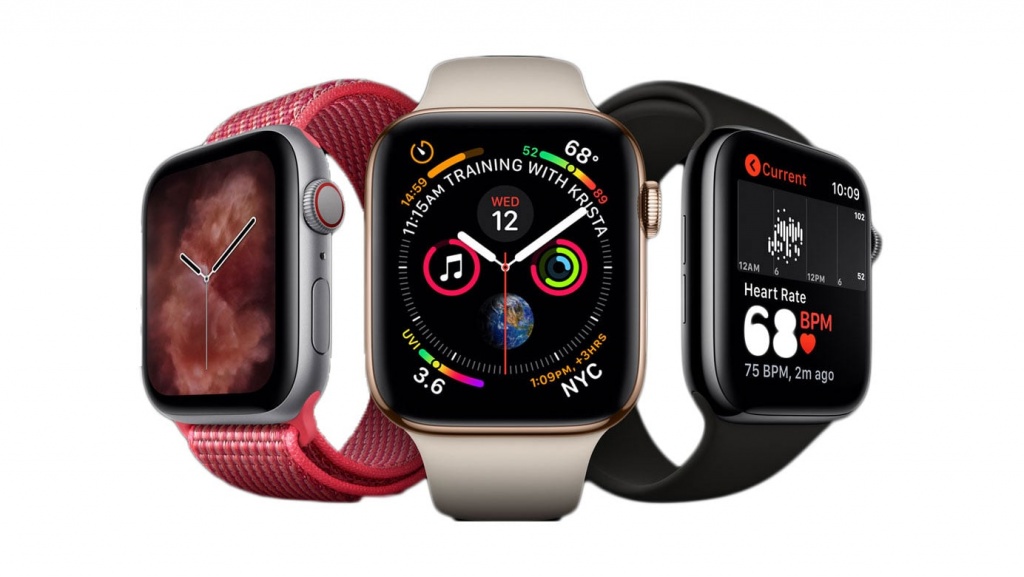 14:59
11:15AM TRAINING WITH KRISTA
52 68° 89
WED
12
UVI
3.6
1:09PM, +3HRS
NYC
Current
10:09
102
12AM 6 12PM 6 52
Heart Rate
68 BPM
75 BPM, 2m ago